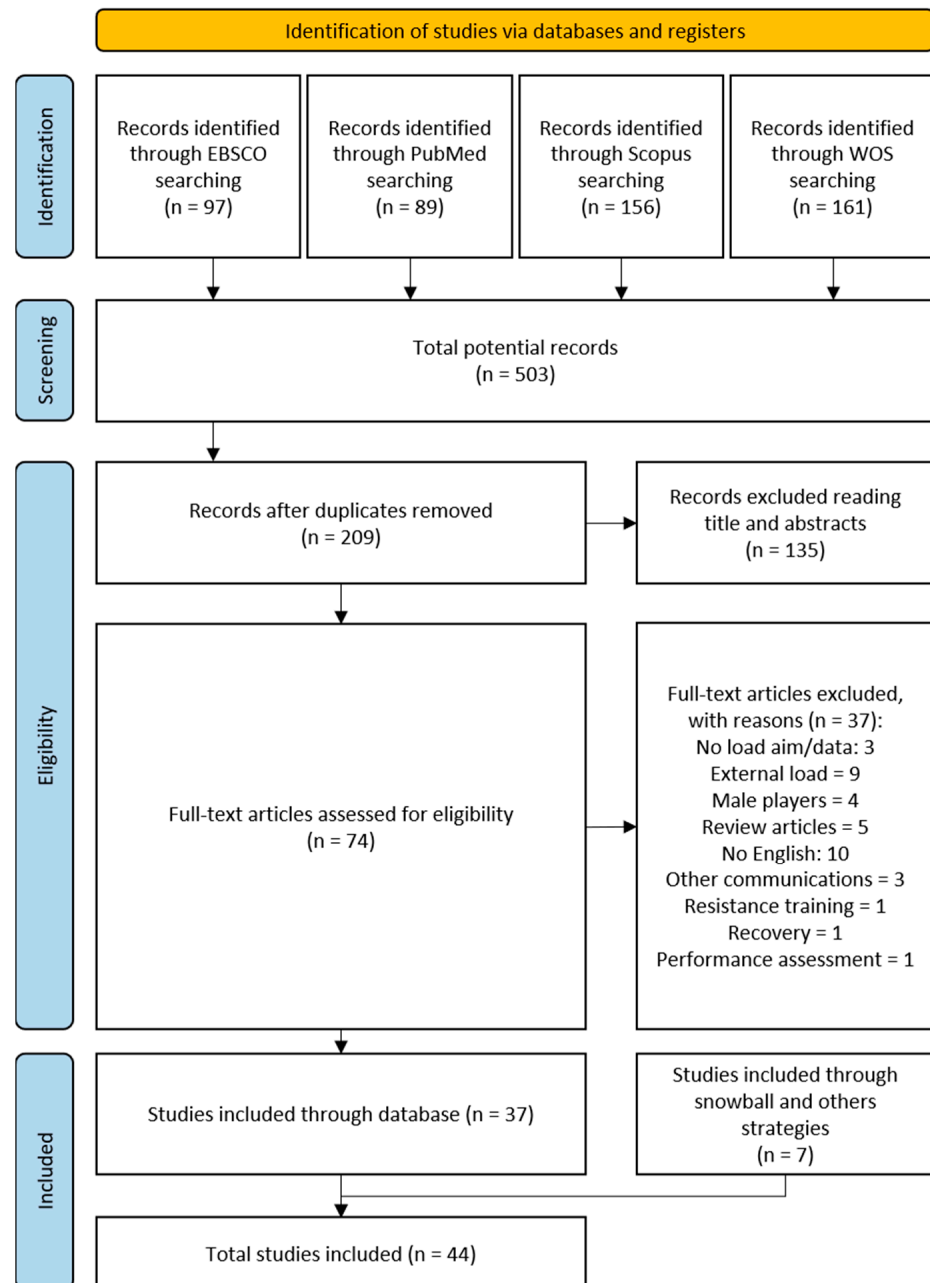 Identification of studies via databases and registers
Identification
Records identified
through EBSCO
searching
(n = 97)
Records identified
through PubMed
searching
(n = 89)
Records identified
through Scopus
searching
(n = 156)
Records identified
through WOS
searching
(n = 161)
Screening
Total potential records
(n = 503)
Eligibility
Records after duplicates removed
(n = 209)
Records excluded reading
title and abstracts
(n = 135)
Full-text articles assessed for eligibility
(n = 74)
Full-text articles excluded,
with reasons (n = 37):
No load aim/data: 3
External load = 9
Male players = 4
Review articles = 5
No English: 10
Other communications = 3
Resistance training = 1
Recovery = 1
Performance assessment = 1
Included
Studies included through database (n = 37)
Studies included through
snowball and others
strategies
(n = 7)
Total studies included (n = 44)